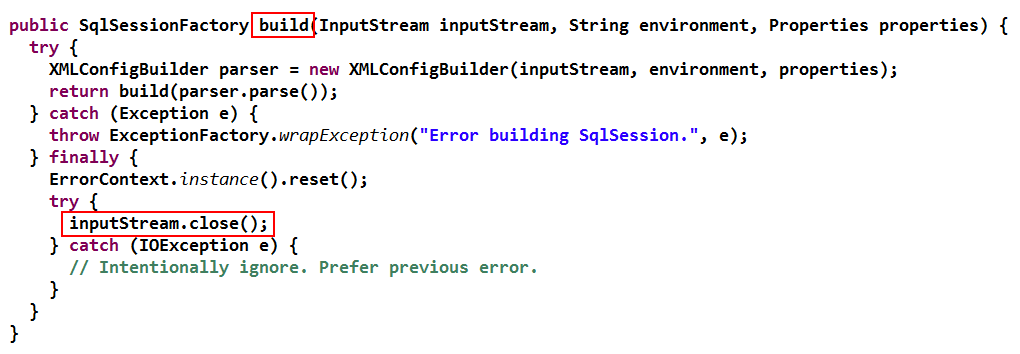 public SqlSessionFactory build(InputStream inputStream, String environment, Properties properties) {
  try {
    XMLConfigBuilder parser = new XMLConfigBuilder(inputStream, environment, properties);
    return build(parser.parse());
  } catch (Exception e) {
    throw ExceptionFactory.wrapException("Error building SqlSession.", e);
  } finally {
    ErrorContext.instance().reset();
    try {
      inputStream.close();
    } catch (IOException e) {
      // Intentionally ignore. Prefer previous error.
    }
  }
}